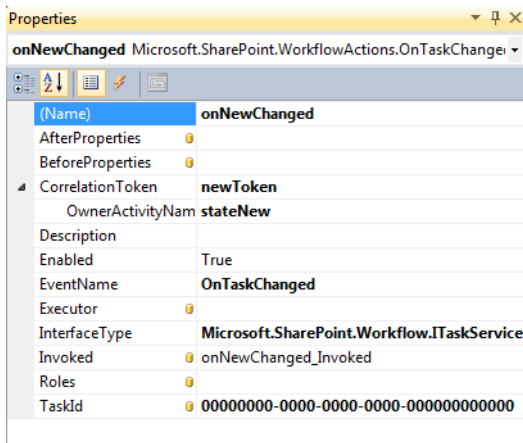 Properties
onNewChanged Microsoft.SharePoint.WorkflowActions.OnTaskChange
(Name) onNewChanged
AfterProperties
BeforeProperties
CorrelationToken newToken
OwnerActivityNam stateNew
Description
Enabled True
EventName OnTaskChanged
Executor
InterfaceType Microsoft.SharePoint.Workflow.ITaskService
Invoked onNewChanged_Invoked
Roles
TaskId 00000000-0000-0000-0000-000000000000